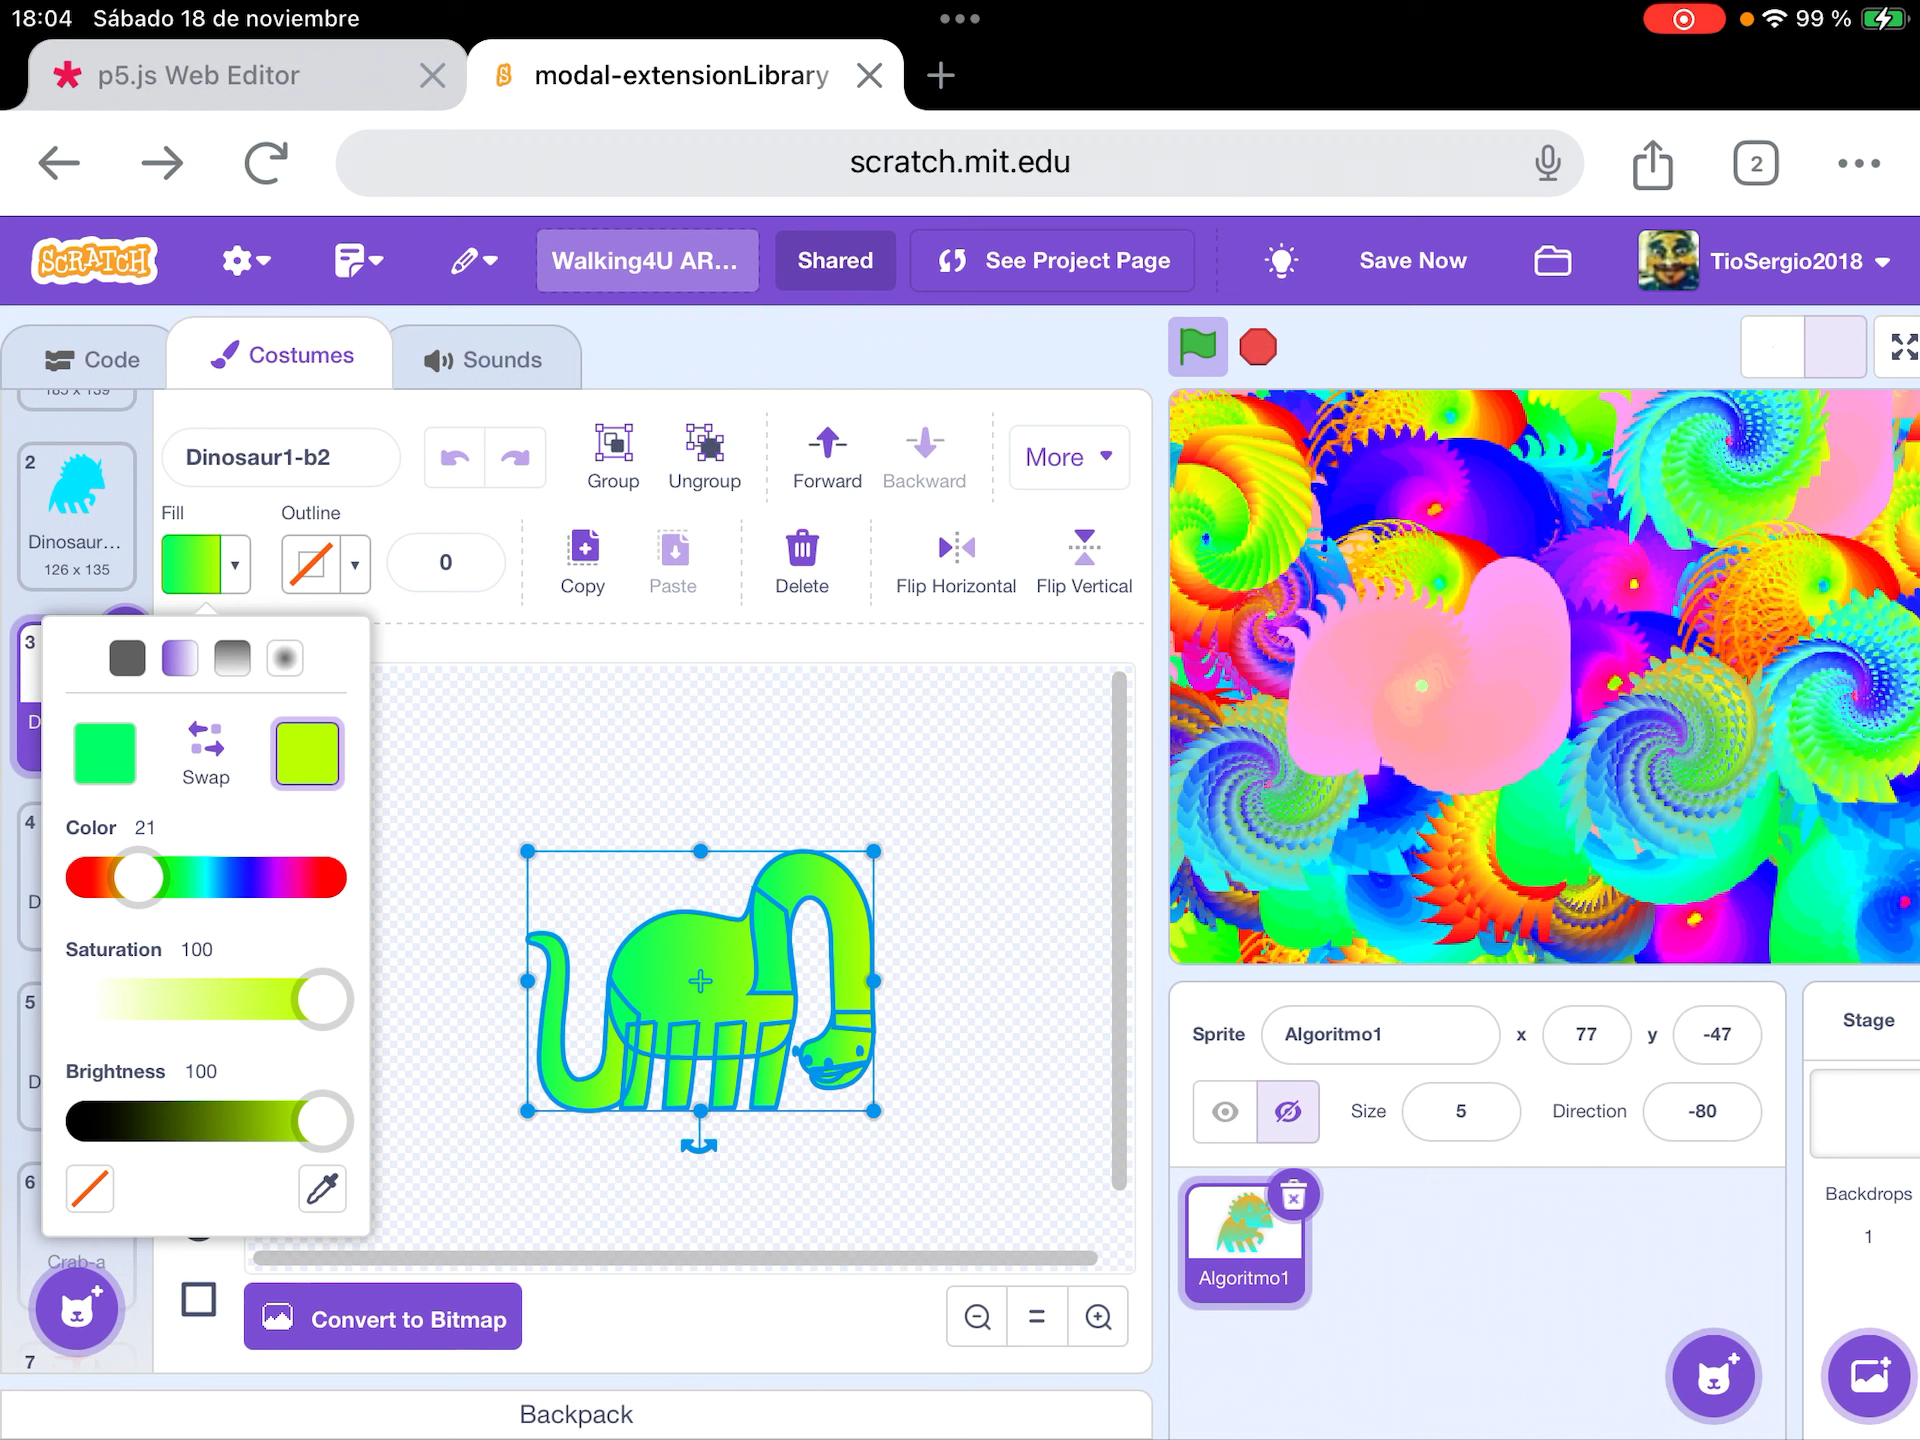 18:04 Sábado 18 de noviembre
99 %
p5.js Web Editor
modal-extensionLibrary
scratch.mit.edu
2
SCRATCH
Walking4U AR...
Shared
See Project Page
Save Now
TioSergio2018
Code
Costumes
Sounds
185 x 139
2
Dinosaur...
126 x 135
3
D
4
D
5
D
6
Crab-a
7
Dinosaur1-b2
Group
Ungroup
Forward
Backward
More
Fill
Outline
0
Copy
Paste
Delete
Flip Horizontal
Flip Vertical
Swap
Color 21
Saturation 100
Brightness 100
Convert to Bitmap
Backpack
Sprite
Algoritmo1
x
77
y
-47
Size
5
Direction
-80
Algoritmo1
Stage
Backdrops
1